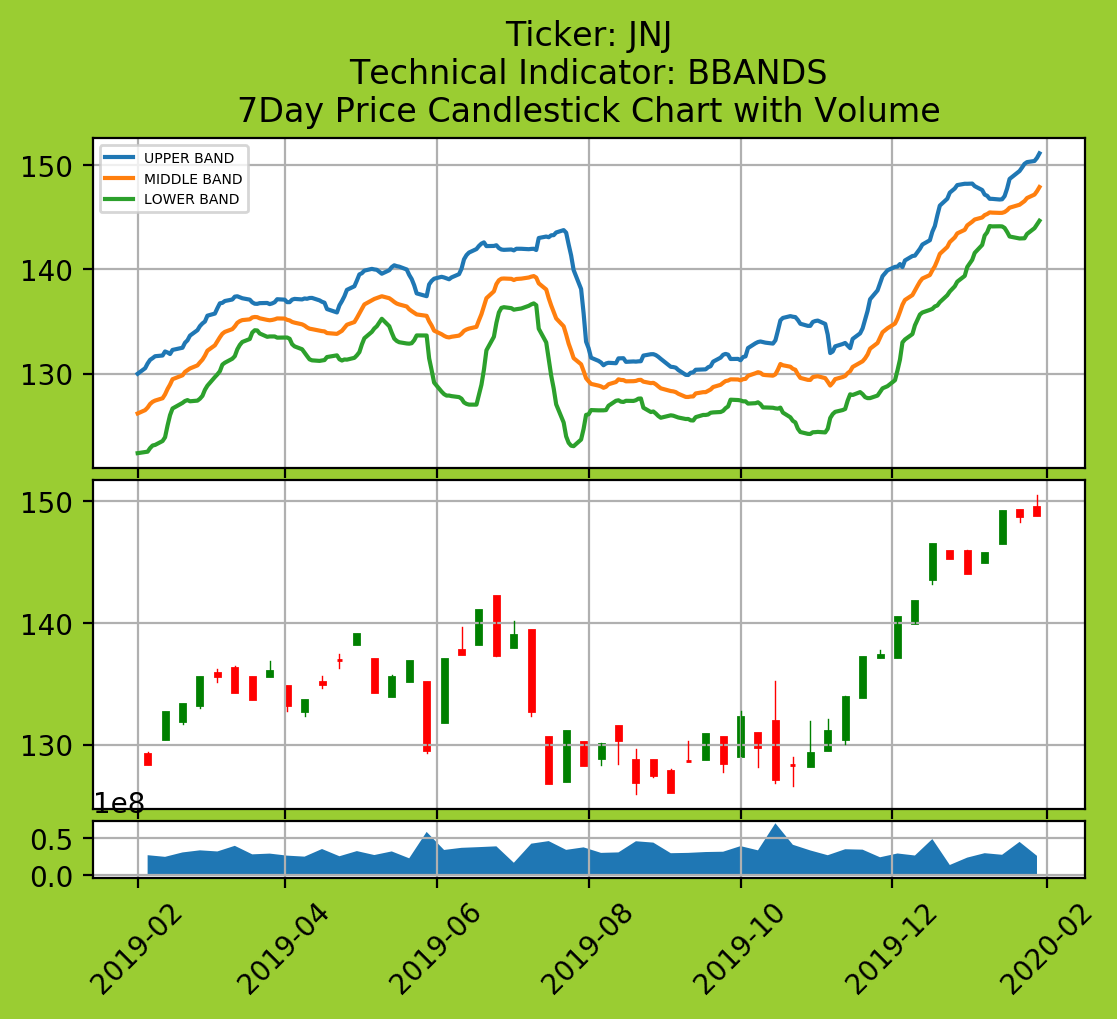 Ticker: JNJ
Technical Indicator: BBANDS
7Day Price Candlestick Chart with Volume
150
140
130
UPPER BAND
MIDDLE BAND
LOWER BAND
150
140
130
1e8
0.5
0.0
2019-02
2019-04
2019-06
2019-08
2019-10
2019-12
2020-02